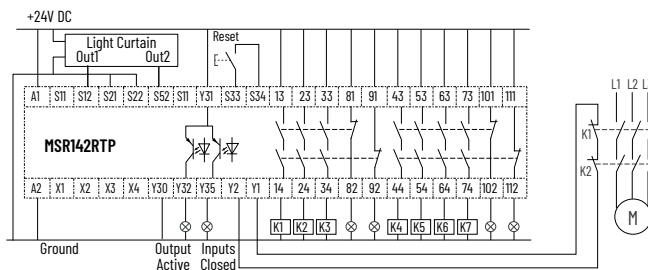 +24V DC
Light Curtain
Out1 Out2
Reset
A1 S11 S12 S21 S22 S52 S11 Y31 S33 S34 13 23 33 81 91 43 53 63 73 101 111
L1 L2
MSR142RTP
K1
K2
M
A2 X1 X2 X3 X4 Y30 Y32 Y35 Y2 Y1 14 24 34 82 92 44 54 64 74 102 112
K1 K2 K3 K4 K5 K6 K7
Ground
Output Active
Inputs Closed